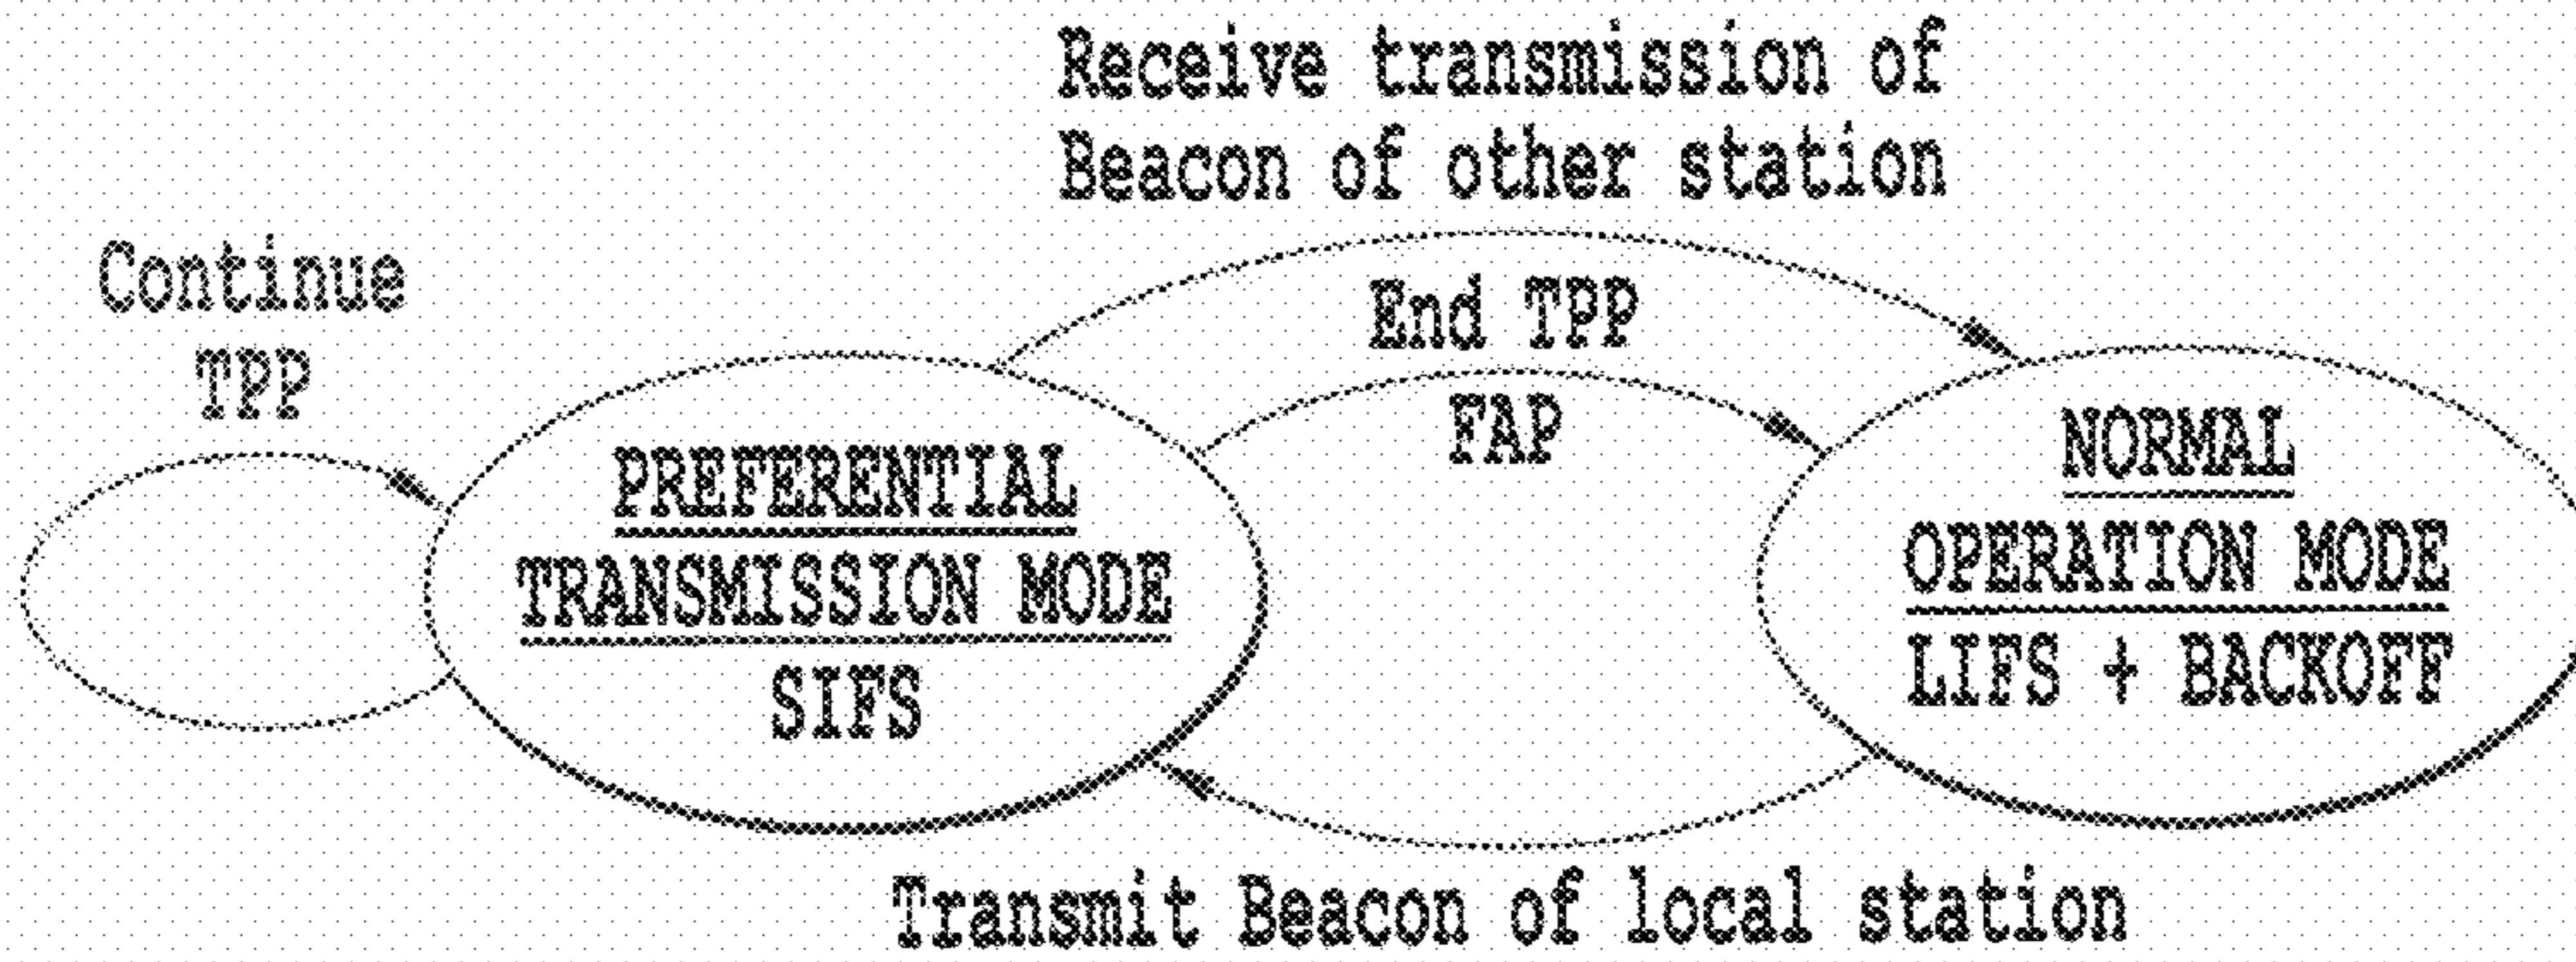 Receive transmission of
Beacon of other station
Continue
TPP
End TPP
FAP
PREFERENTIAL
TRANSMISSION MODE
SIFS
NORMAL
OPERATION MODE
LIFS + BACKOFF
Transmit Beacon of local station